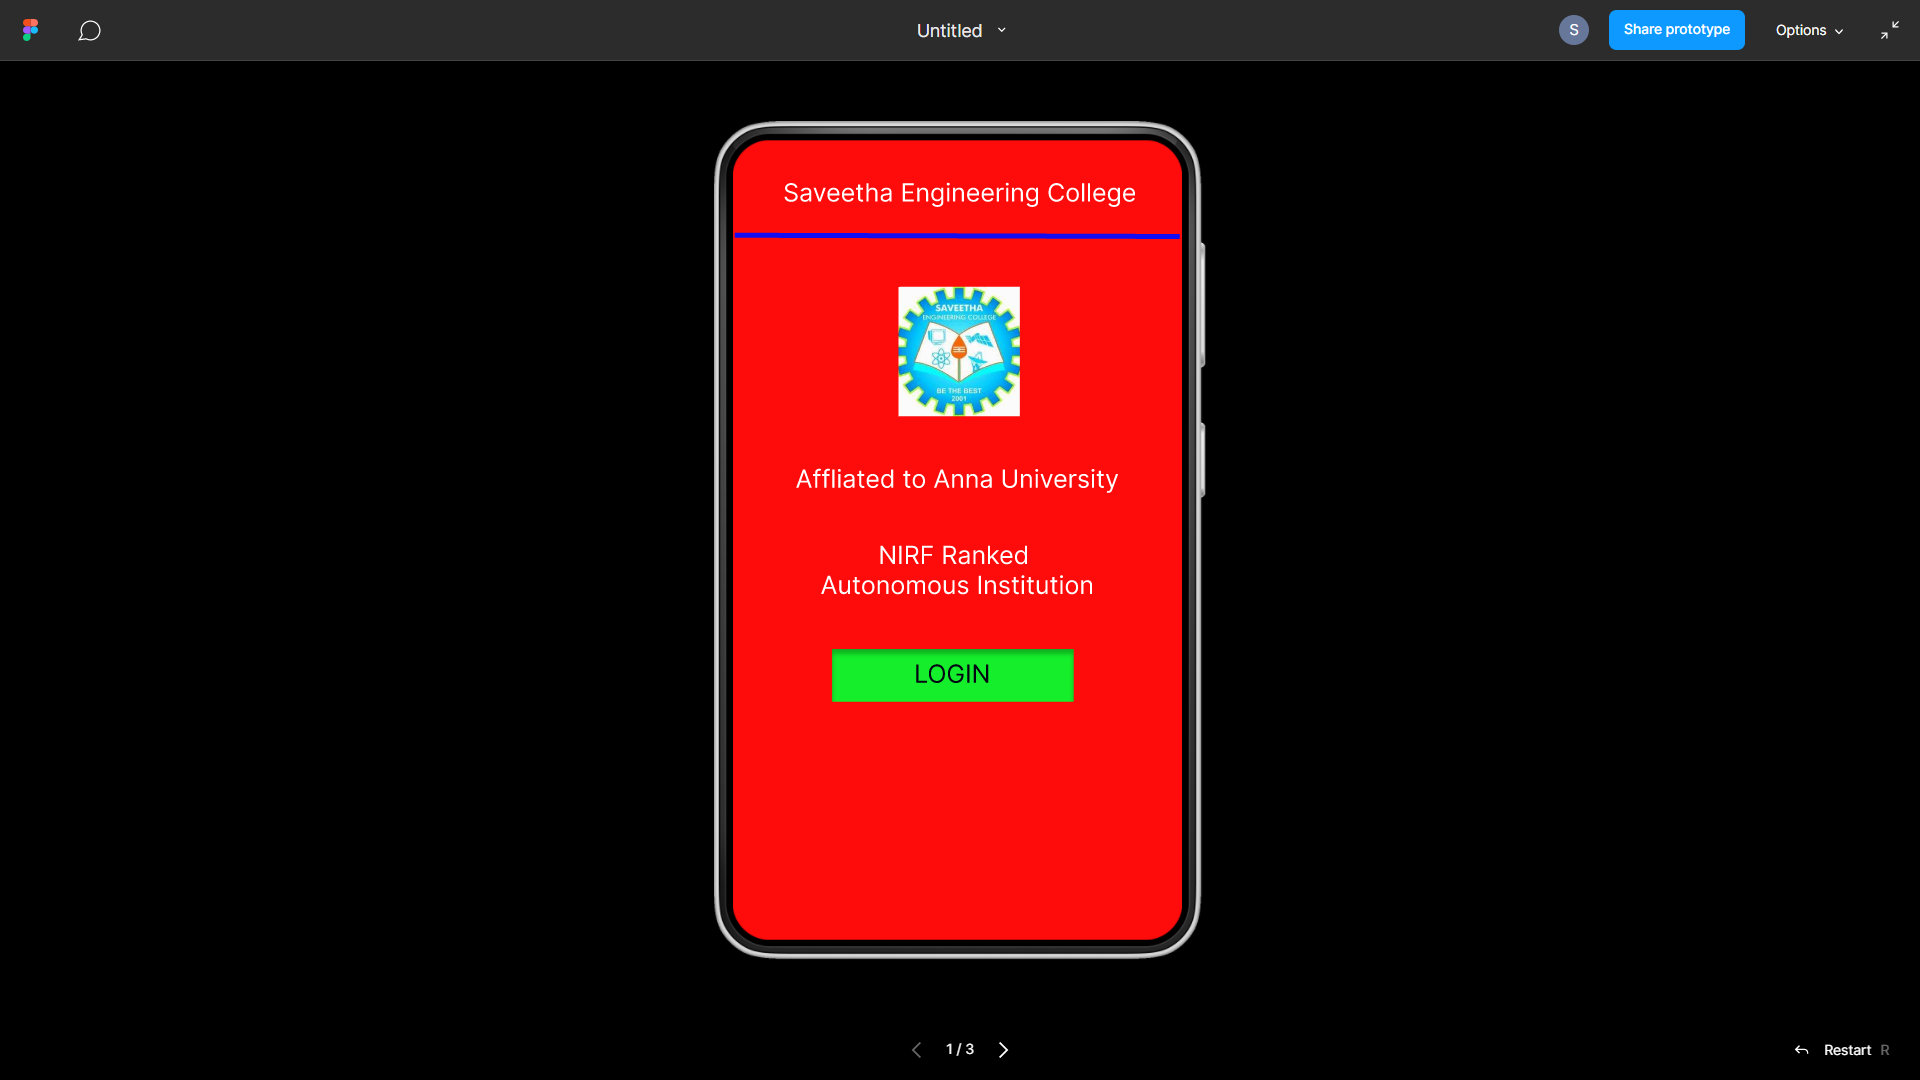 Untitled
S
Share prototype
Options
Saveetha Engineering College
SAVEETHA
ENGINEERING COLLEGE
BE THE BEST
2001
Affliated to Anna University
NIRF Ranked
Autonomous Institution
LOGIN
1 / 3
Restart R